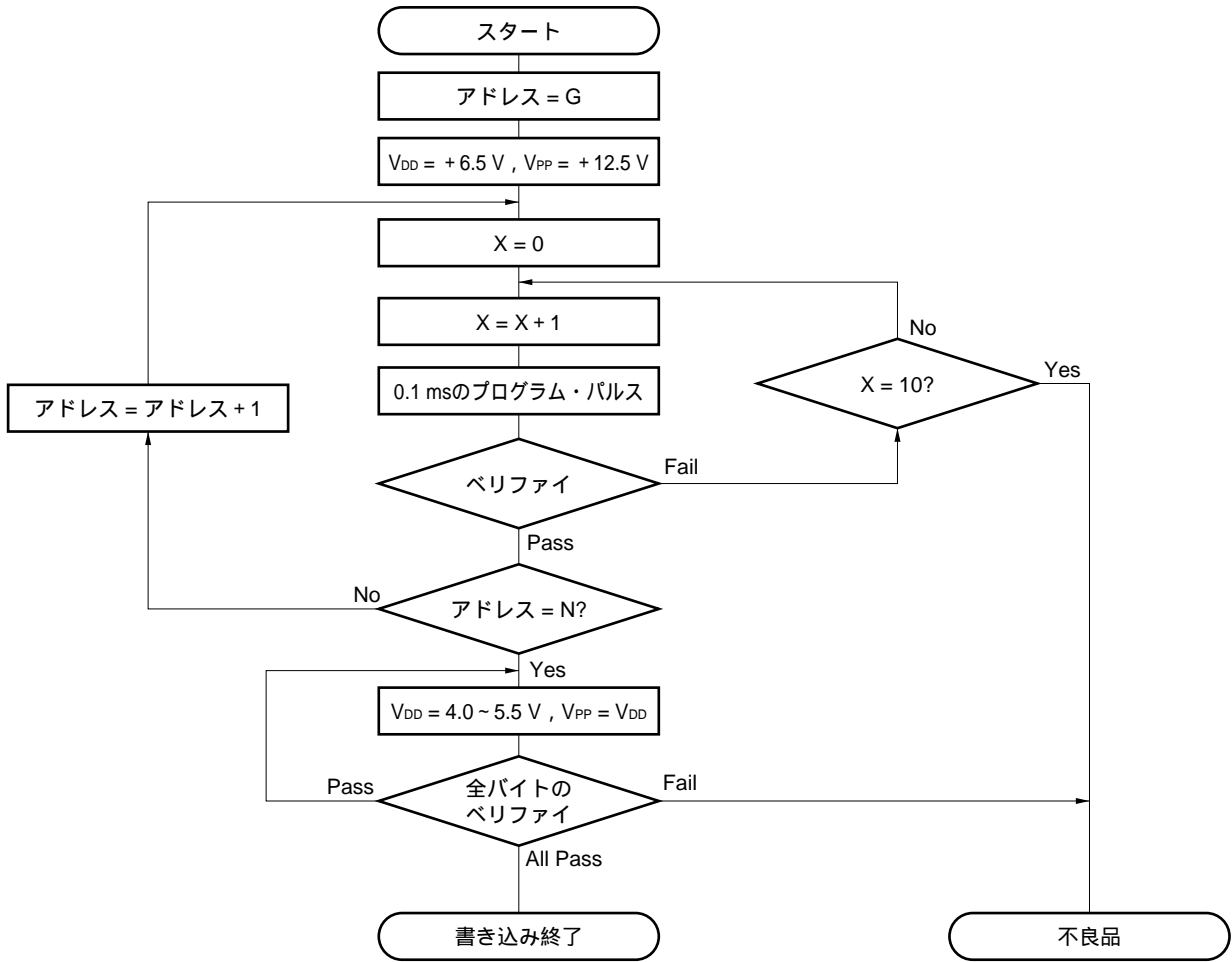 スタート
アドレス = G
VDD = +6.5 V , VPP = +12.5 V
X = 0
X = X + 1
No
0.1 msのプログラム・パルス
X = 10?
Yes
アドレス = アドレス + 1
ベリファイ
Fail
Pass
No
アドレス = N?
Yes
VDD = 4.0 ~ 5.5 V , VPP = VDD
Pass
全バイトの
ベリファイ
Fail
All Pass
書き込み終了
不良品